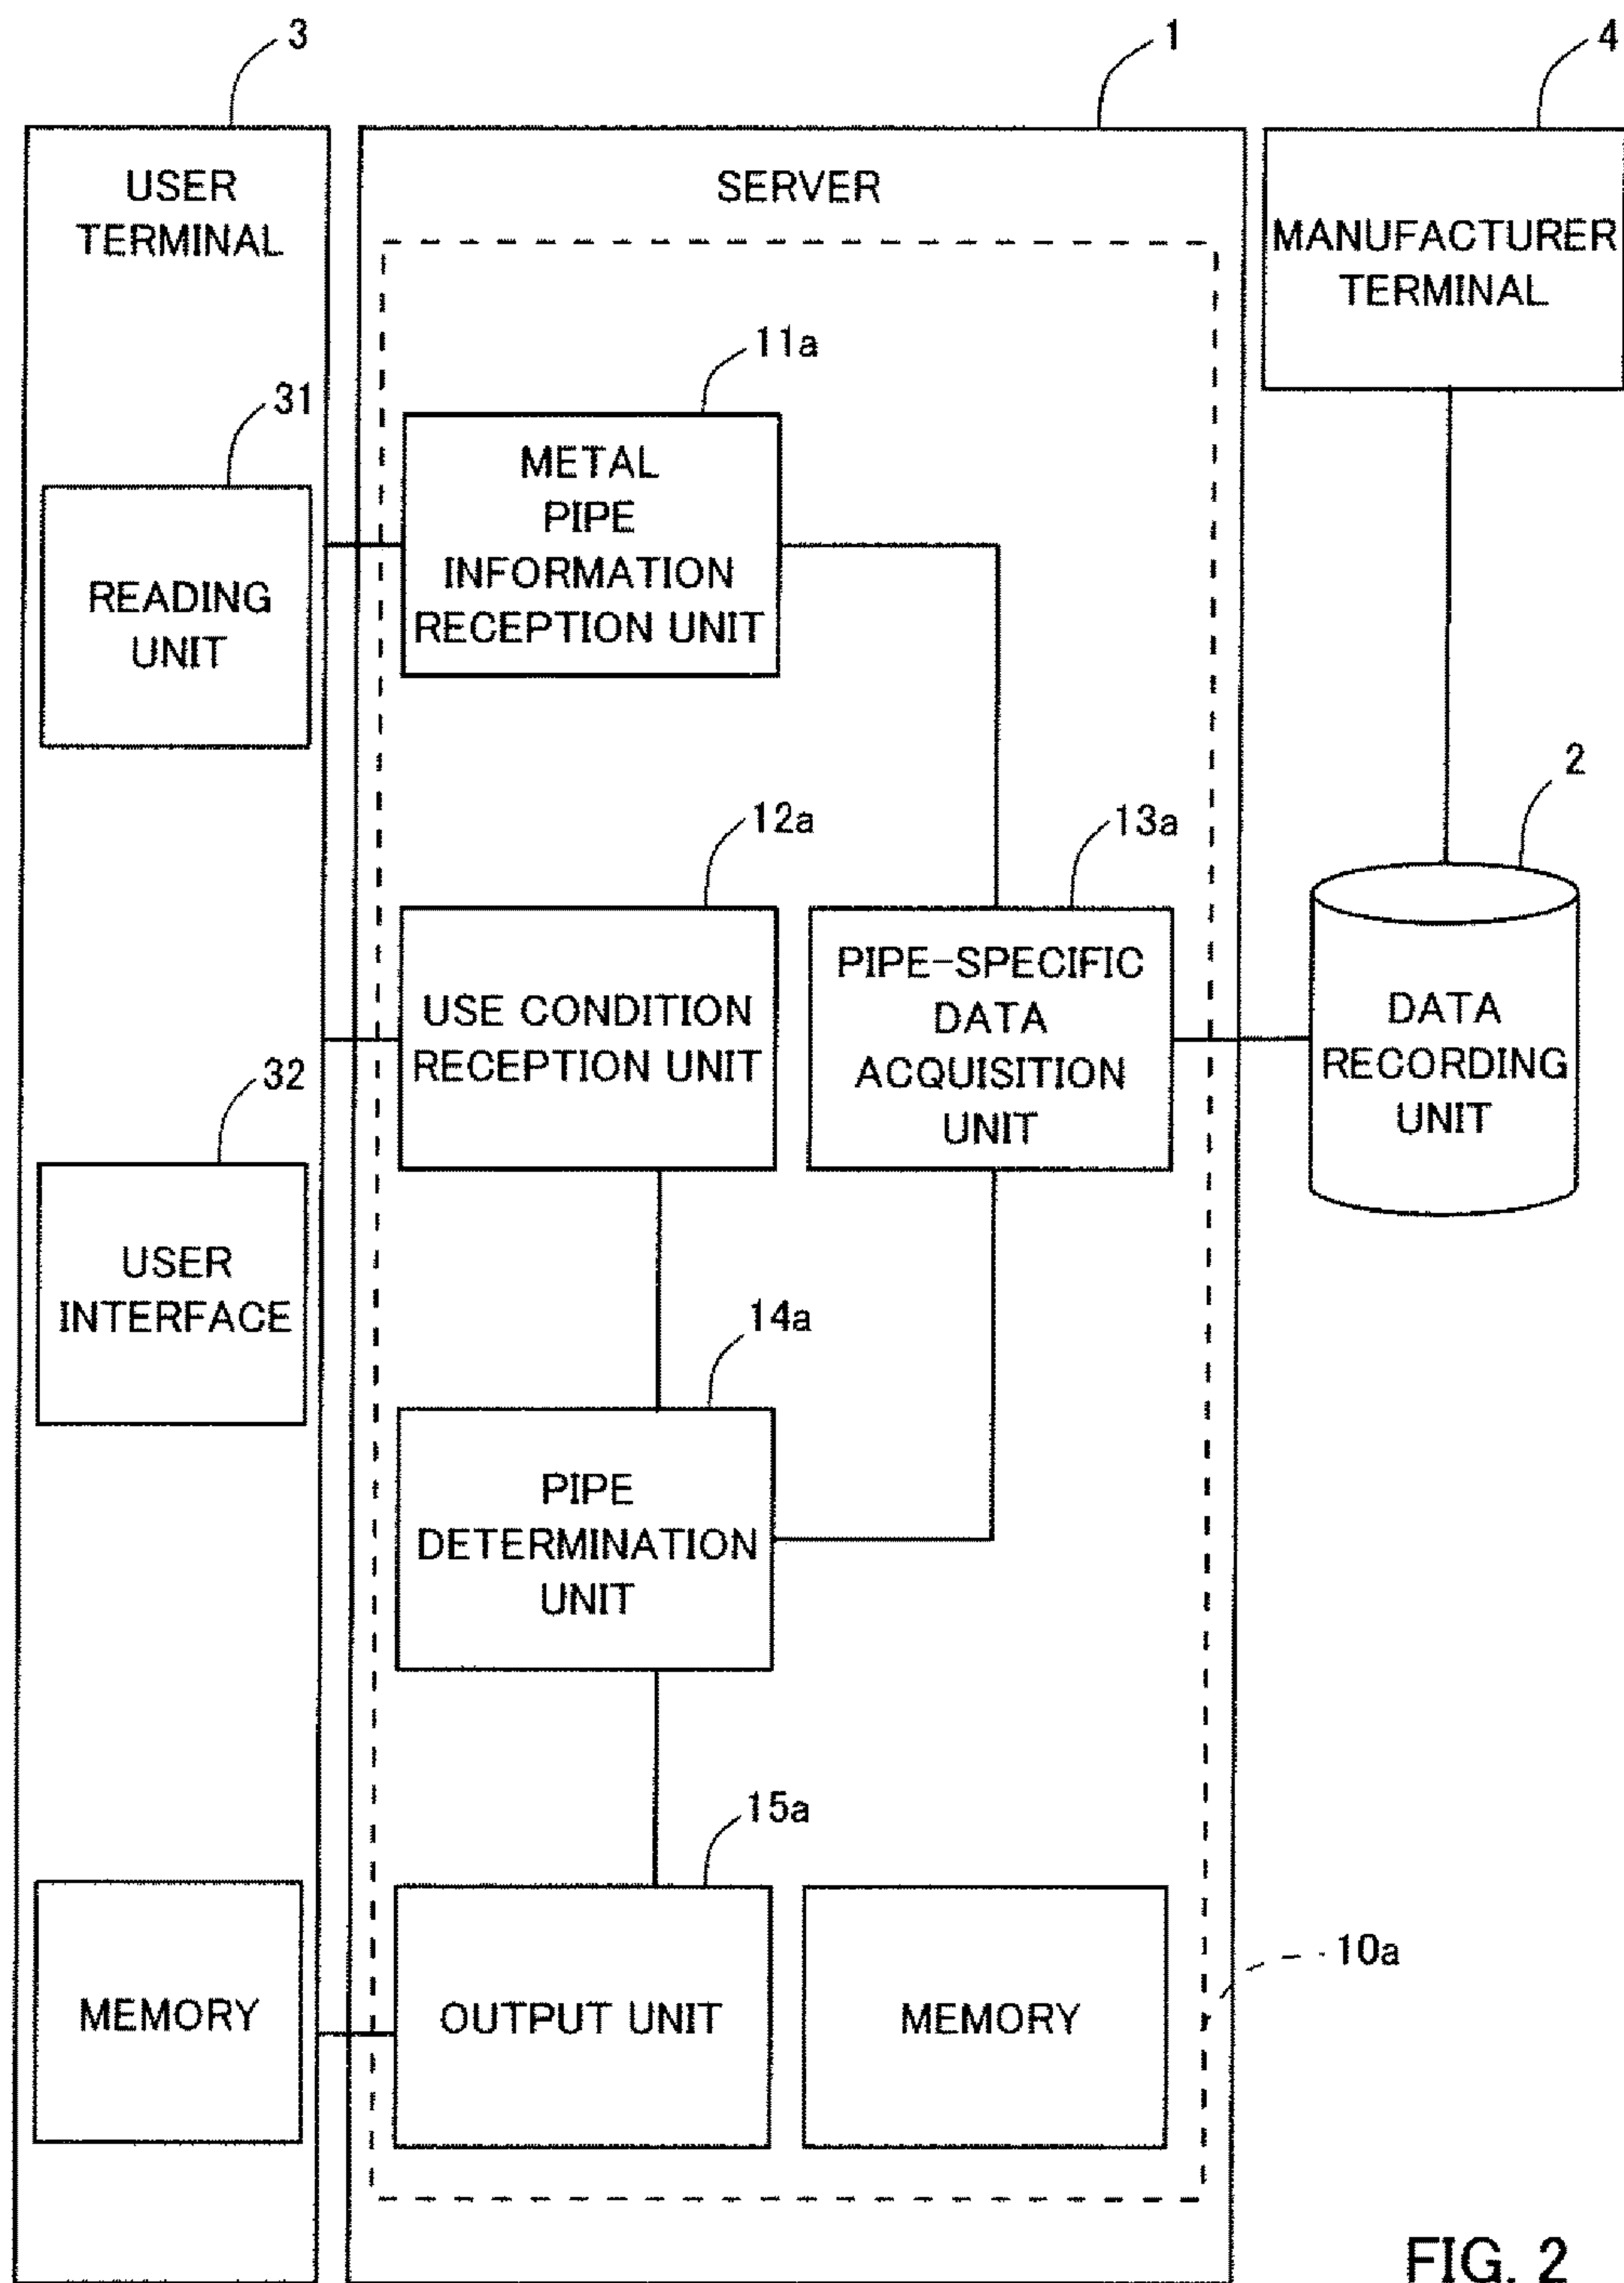 3
1
4
USER
TERMINAL
SERVER
MANUFACTURER
TERMINAL
11a
31
METAL
PIPE
INFORMATION
RECEPTION UNIT
READING
UNIT
2
12a
13a
USE CONDITION
RECEPTION UNIT
PIPE-SPECIFIC
DATA
ACQUISITION
UNIT
DATA
RECORDING
UNIT
32
USER
INTERFACE
14a
PIPE
DETERMINATION
UNIT
15a
10a
MEMORY
OUTPUT UNIT
MEMORY
FIG. 2